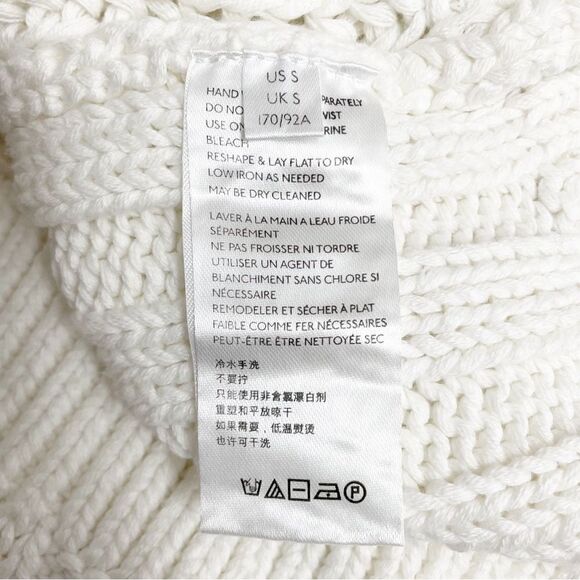 US S
UK S
170/92A
HAND PARATELY
DO NO WIST
USE ON RINE
BLEACH
RESHAPE & LAY FLAT TO DRY
LOW IRON AS NEEDED
MAY BE DRY CLEANED
LAVER À LA MAIN A LEAU FROIDE
SÉPARÉMENT
NE PAS FROISSER NI TORDRE
UTILISER UN AGENT DE
BLANCHIMENT SANS CHLORE SI
NÉCESSAIRE
REMODELER ET SÉCHER À PLAT
FAIBLE COMME FER NÉCESSAIRES
PEUT-ÊTRE ÊTRE NETTOYÉE SEC
冷水手洗
不要拧
只能使用非含氯漂白剂
重塑和平放晾干
如果需要、低温熨烫
也许可干洗
P